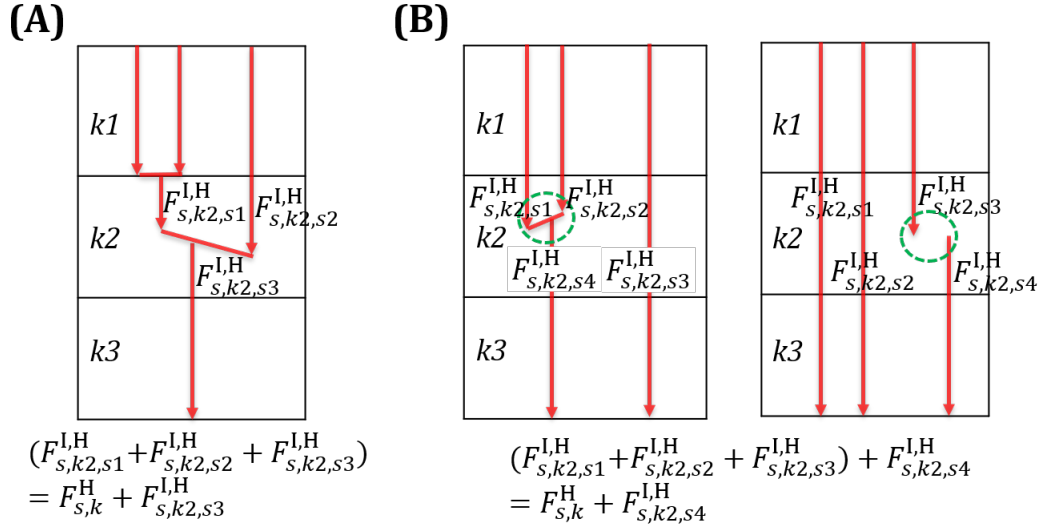 (A)
k1
F^{I,H}_{s,k2,s1}
F^{I,H}_{s,k2,s2}
k2
F^{I,H}_{s,k2,s3}
k3
(F^{I,H}_{s,k2,s1}+F^{I,H}_{s,k2,s2} + F^{I,H}_{s,k2,s3})
= F^{H}_{s,k} + F^{I,H}_{s,k2,s3}
(B)
k1
F^{I,H}_{s,k2,s1}
F^{I,H}_{s,k2,s2}
k2
F^{I,H}_{s,k2,s4}
F^{I,H}_{s,k2,s3}
k3
k1
F^{I,H}_{s,k2,s1}
F^{I,H}_{s,k2,s3}
k2
F^{I,H}_{s,k2,s2}
F^{I,H}_{s,k2,s4}
k3
(F^{I,H}_{s,k2,s1}+F^{I,H}_{s,k2,s2} + F^{I,H}_{s,k2,s3}) + F^{I,H}_{s,k2,s4}
= F^{H}_{s,k} + F^{I,H}_{s,k2,s4}